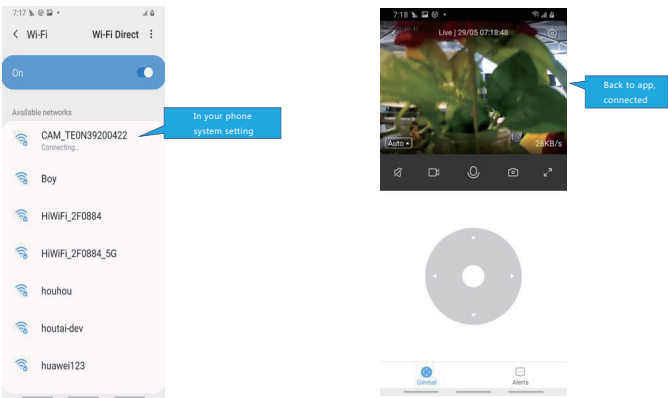 7:17
Wi-Fi
Wi-Fi Direct
On
Available networks
CAM_TE0N39200422
Connecting...
Boy
HiWiFi_2F0884
HiWiFi_2F0884_5G
houhou
houtai-dev
huawei123
In your phone
system setting
7:18
Live | 29/05 07:18:48
Auto
26KB/s
Gimbal
Alerts
Back to app,
connected